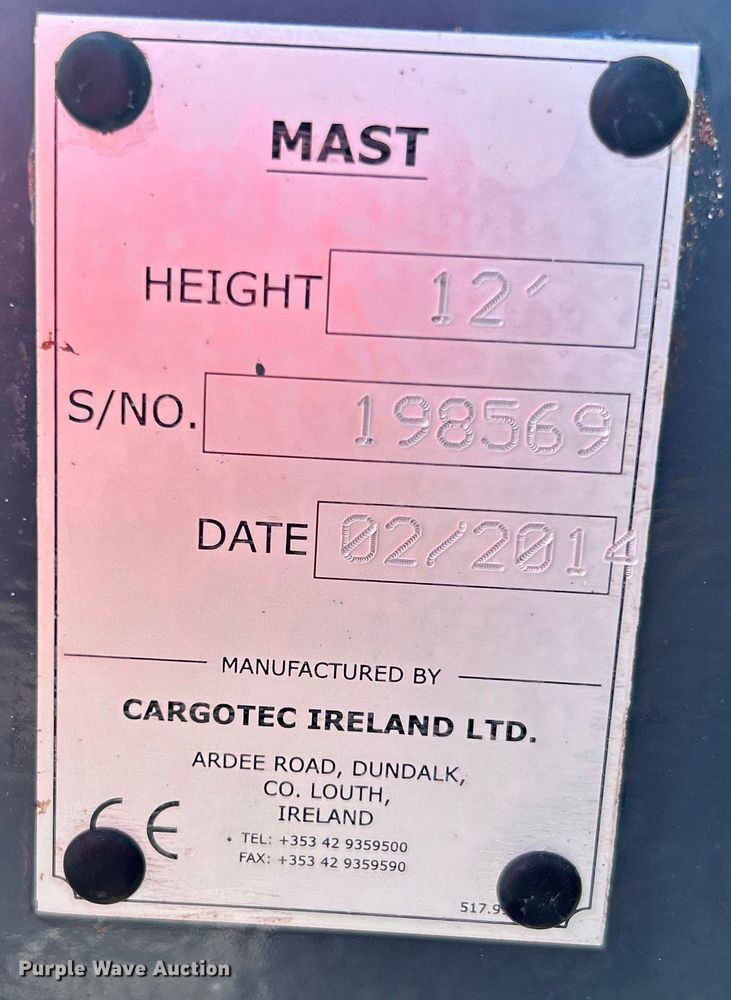 MAST
HEIGHT 12′
S/NO. 198569
DATE 02/2014
MANUFACTURED BY
CARGOTEC IRELAND LTD.
ARDEE ROAD, DUNDALK,
CO. LOUTH,
IRELAND
CE
TEL: +353 42 9359500
FAX: +353 42 9359590
Purple Wave Auction